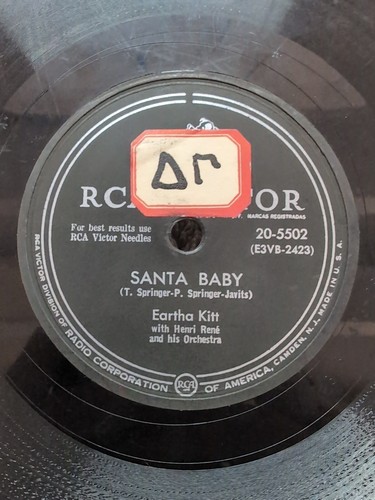 ΔΓ
RCA VICTOR
MARCAS REGISTRADAS
For best results use
RCA Victor Needles
20-5502
(E3VB-2423)
SANTA BABY
(T. Springer-P. Springer-Javits)
Eartha Kitt
with Henri René
and his Orchestra
RCA VICTOR DIVISION OF RADIO CORPORATION OF AMERICA, CAMDEN, N. J. MADE IN U. S. A.
RCA